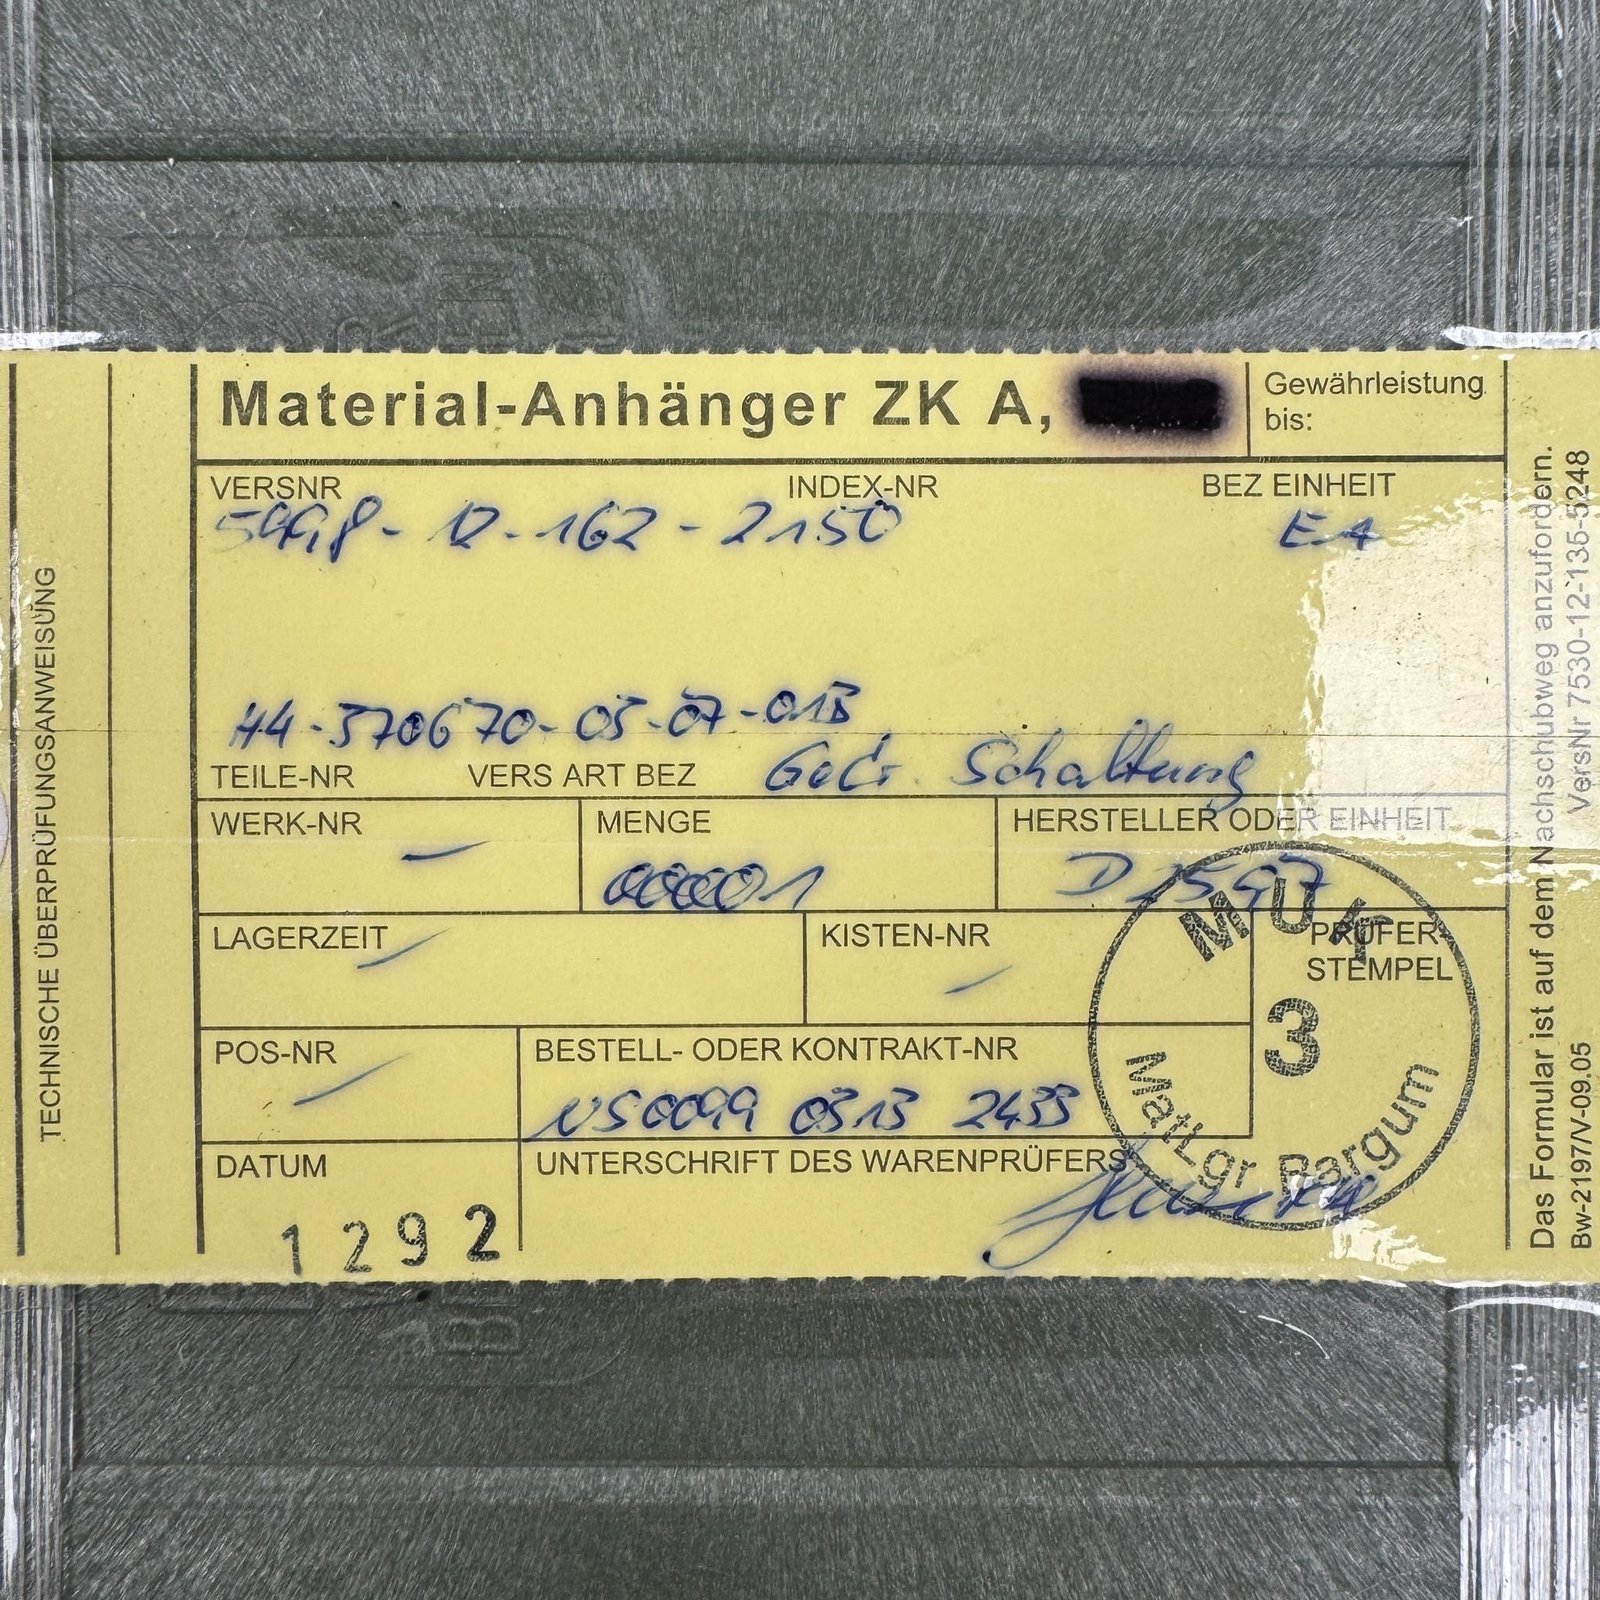 Material-Anhänger ZK A,
Gewährleistung
bis:
VERSNR INDEX-NR BEZ EINHEIT
5998-12-162-2150 EA
44-370670-05-07-013
TEILE-NR VERS ART BEZ Gedr. Schaltung
WERK-NR MENGE HERSTELLER ODER EINHEIT
– 00001
LAGERZEIT KISTEN-NR PRÜFER-
STEMPEL
MUK
3
MatLgr Bargum
POS-NR BESTELL- ODER KONTRAKT-NR
NS0099 0313 2433
DATUM UNTERSCHRIFT DES WARENPRÜFERS
1292
TECHNISCHE ÜBERPRÜFUNGSANWEISUNG
Das Formular ist auf dem Nachschubweg anzufordern.
Bw-2197/V-09.05 VersNr 7530-12-135-5248